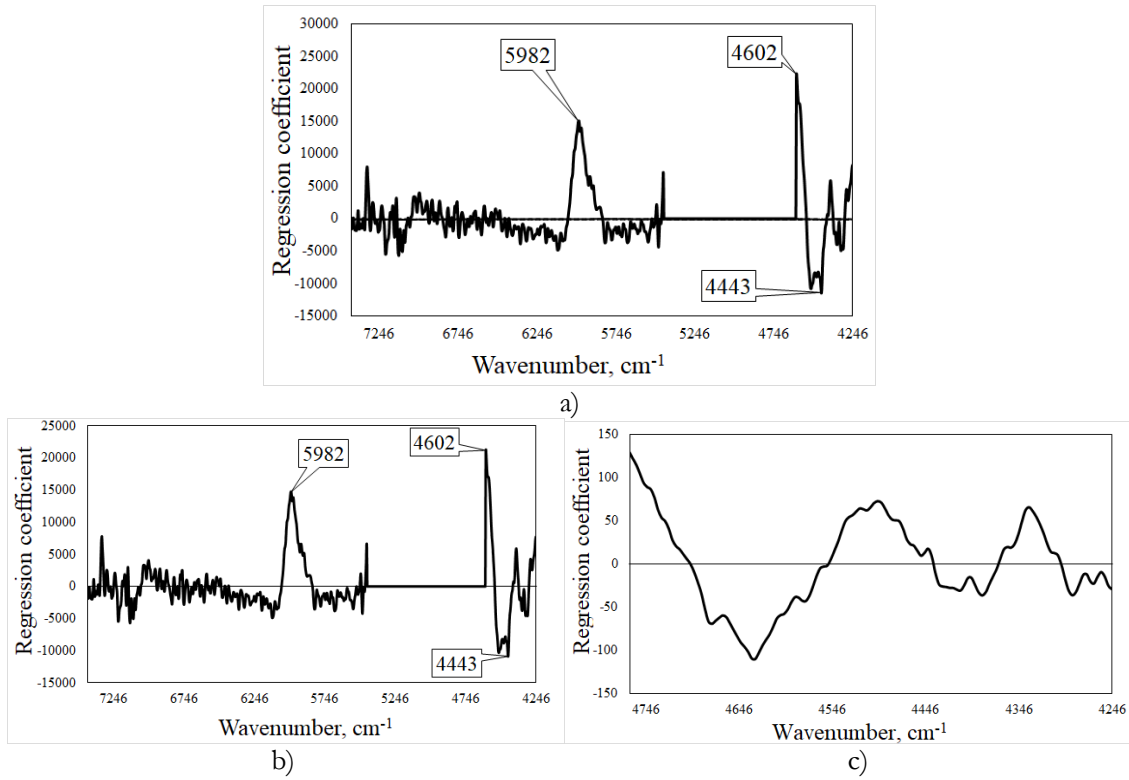 30000
25000
20000
15000
10000
5000
0
-5000
-10000
-15000
Regression coefficient
5982
4602
4443
7246 6746 6246 5746 5246 4746 4246
Wavenumber, cm-1
a)
25000
20000
15000
10000
5000
0
-5000
-10000
-15000
Regression coefficient
5982
4602
4443
7246 6746 6246 5746 5246 4746 4246
Wavenumber, cm-1
b)
150
100
50
0
-50
-100
-150
Regression coefficient
4746 4646 4546 4446 4346 4246
Wavenumber, cm-1
c)